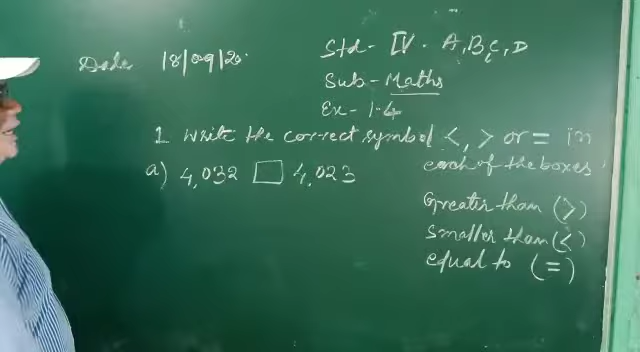 Date 18/09/20.
Std - IV . A, B, C, D
Sub - Maths
Ex - 1.4
1 Write the correct symbol <, > or = in
each of the boxes.
a) 4,032 □ 4,023
Greater than (>)
Smaller than (<)
equal to (=)